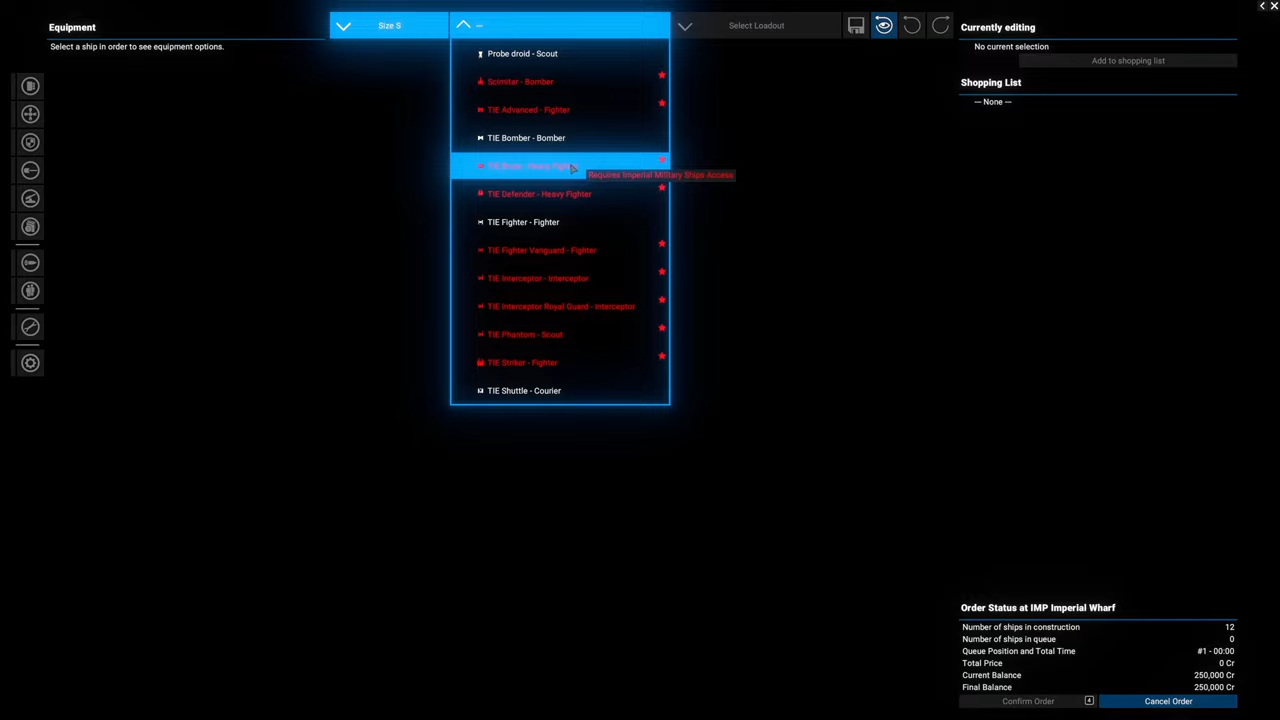 Equipment
Select a ship in order to see equipment options.
Size S
--
Select Loadout
Probe droid - Scout
Scimitar - Bomber
TIE Advanced - Fighter
TIE Bomber - Bomber
TIE Brute - Heavy Fighter
Requires Imperial Military Ships Access
TIE Defender - Heavy Fighter
TIE Fighter - Fighter
TIE Fighter Vanguard - Fighter
TIE Interceptor - Interceptor
TIE Interceptor Royal Guard - Interceptor
TIE Phantom - Scout
TIE Striker - Fighter
TIE Shuttle - Courier
Currently editing
No current selection
Add to shopping list
Shopping List
— None —
Order Status at IMP Imperial Wharf
Number of ships in construction 12
Number of ships in queue 0
Queue Position and Total Time #1 - 00:00
Total Price 0 Cr
Current Balance 250,000 Cr
Final Balance 250,000 Cr
Confirm Order 4
Cancel Order